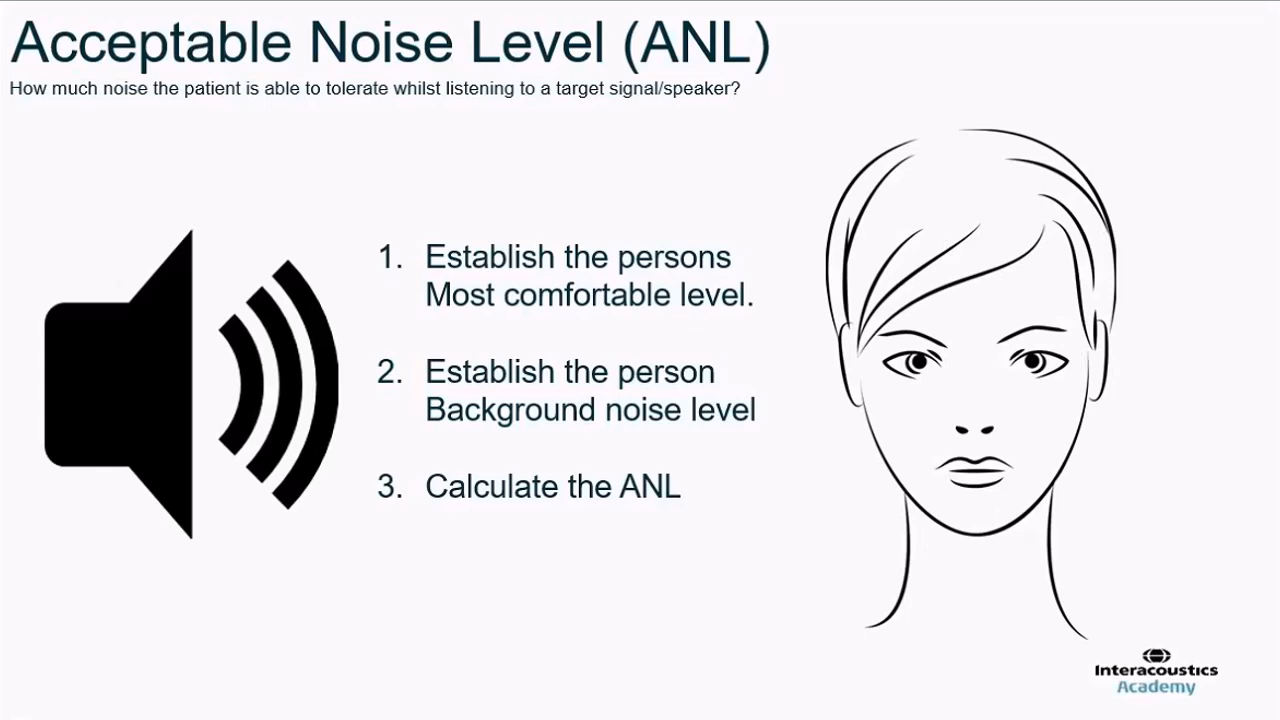 Acceptable Noise Level (ANL)
How much noise the patient is able to tolerate whilst listening to a target signal/speaker?
1. Establish the persons
Most comfortable level.
2. Establish the person
Background noise level
3. Calculate the ANL
Interacoustics
Academy